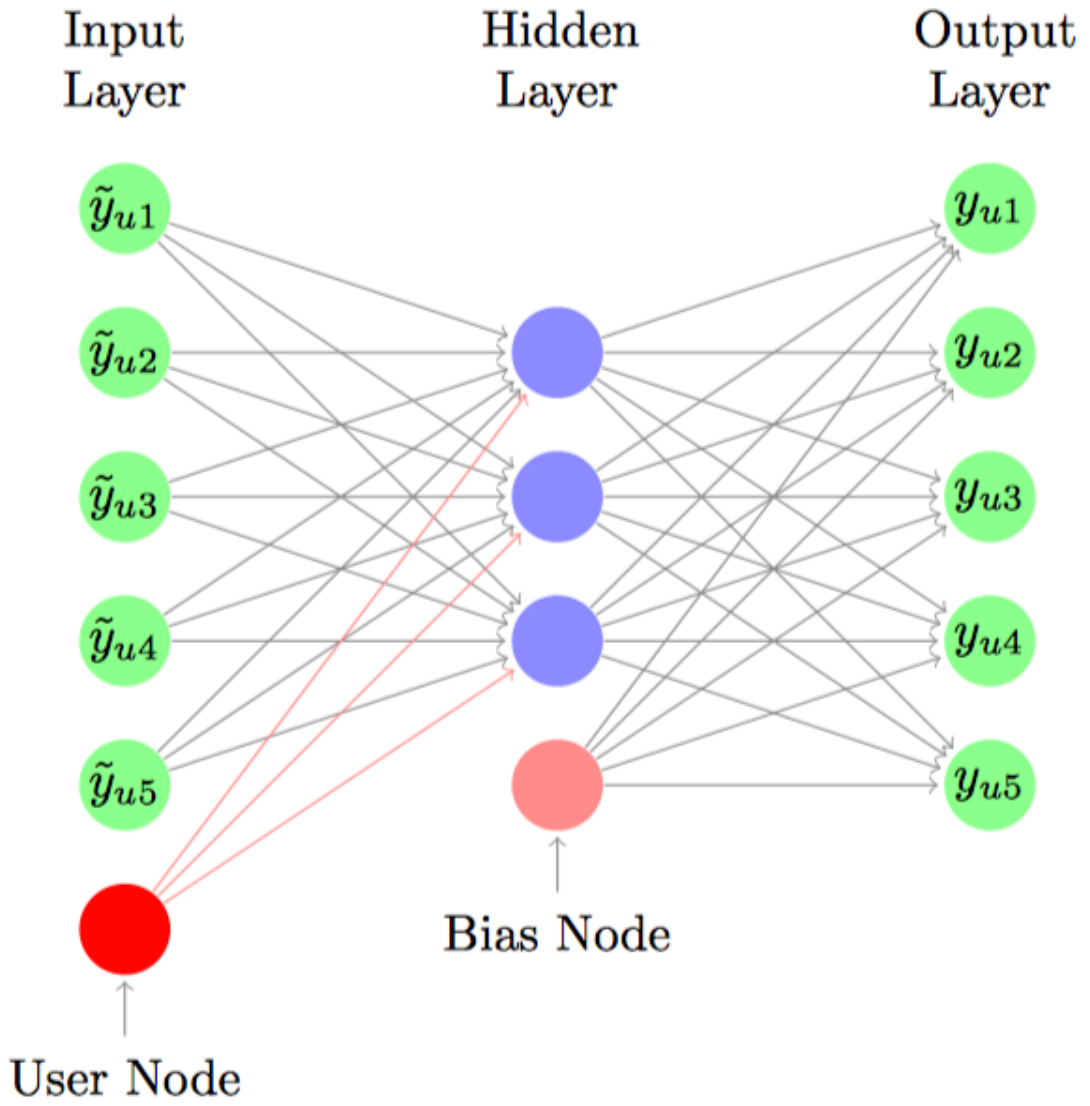 Input Layer
Hidden Layer
Output Layer
ỹu1
ỹu2
ỹu3
ỹu4
ỹu5
yu1
yu2
yu3
yu4
yu5
Bias Node
User Node